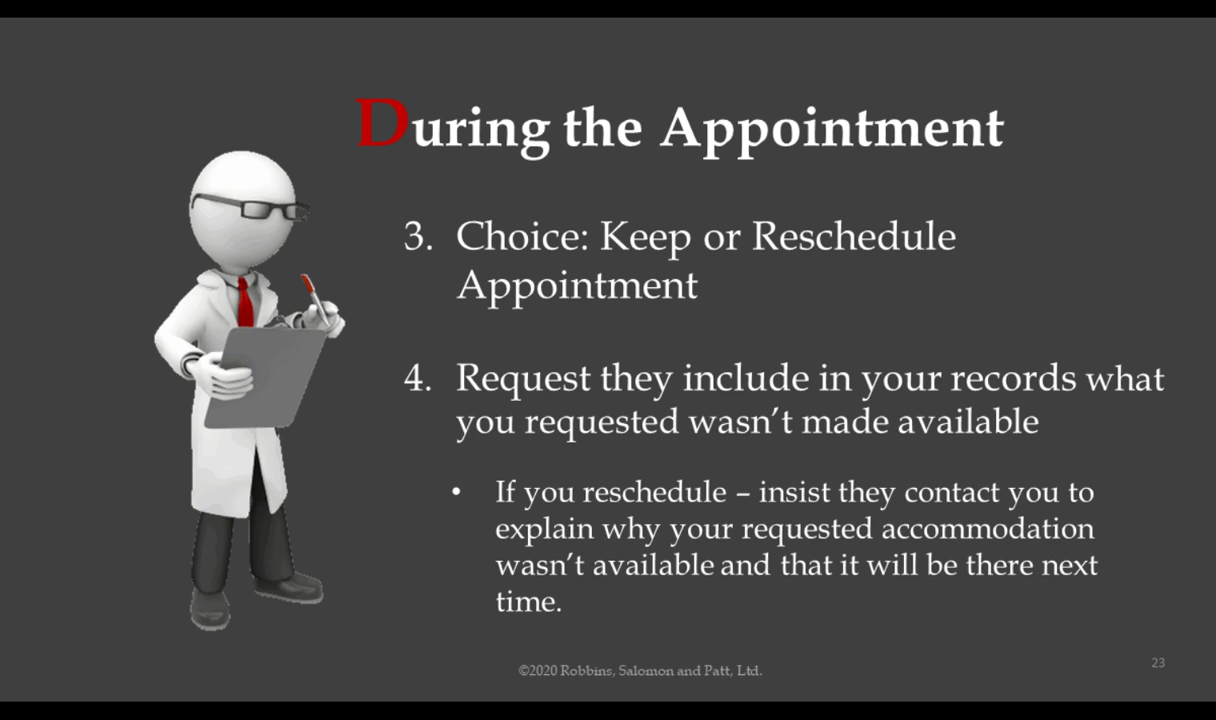 During the Appointment
3. Choice: Keep or Reschedule
Appointment
4. Request they include in your records what
you requested wasn’t made available
• If you reschedule – insist they contact you to
explain why your requested accommodation
wasn’t available and that it will be there next
time.
©2020 Robbins, Salomon and Patt, Ltd.
23